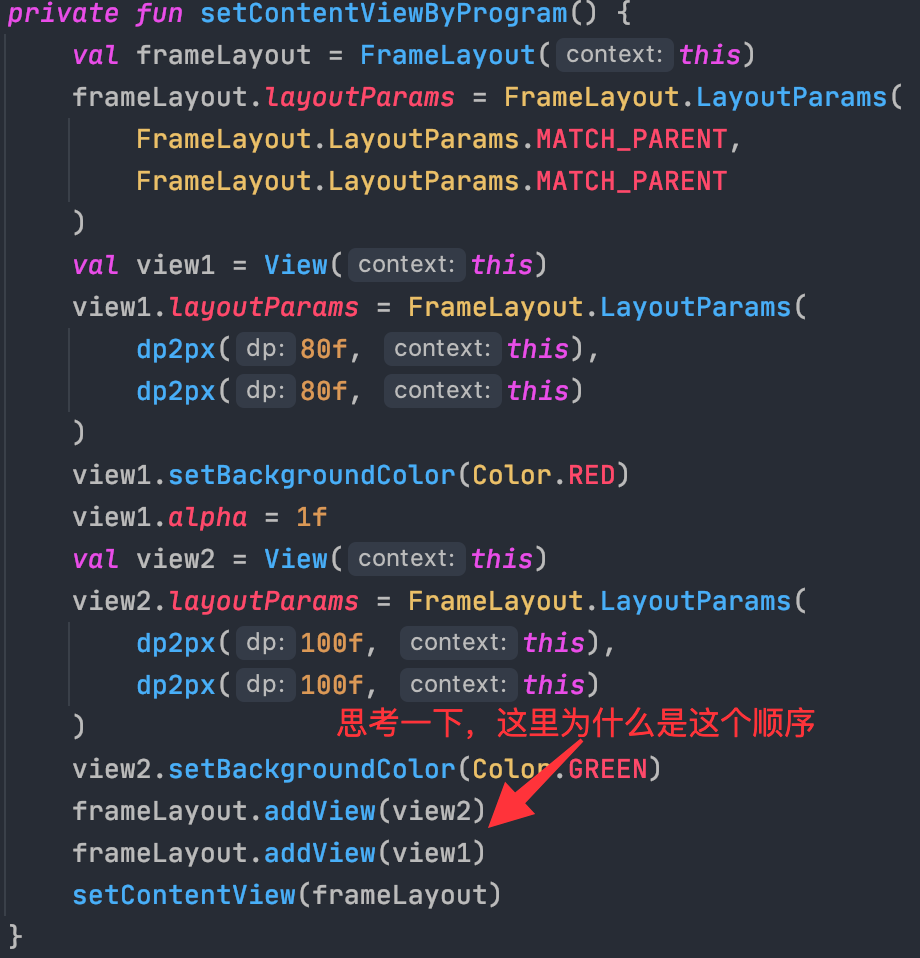 private fun setContentViewByProgram() {
    val frameLayout = FrameLayout( context: this)
    frameLayout.layoutParams = FrameLayout.LayoutParams(
        FrameLayout.LayoutParams.MATCH_PARENT,
        FrameLayout.LayoutParams.MATCH_PARENT
    )
    val view1 = View( context: this)
    view1.layoutParams = FrameLayout.LayoutParams(
        dp2px( dp: 80f, context: this),
        dp2px( dp: 80f, context: this)
    )
    view1.setBackgroundColor(Color.RED)
    view1.alpha = 1f
    val view2 = View( context: this)
    view2.layoutParams = FrameLayout.LayoutParams(
        dp2px( dp: 100f, context: this),
        dp2px( dp: 100f, context: this)
    )
思考一下，这里为什么是这个顺序
    view2.setBackgroundColor(Color.GREEN)
    frameLayout.addView(view2)
    frameLayout.addView(view1)
    setContentView(frameLayout)
}